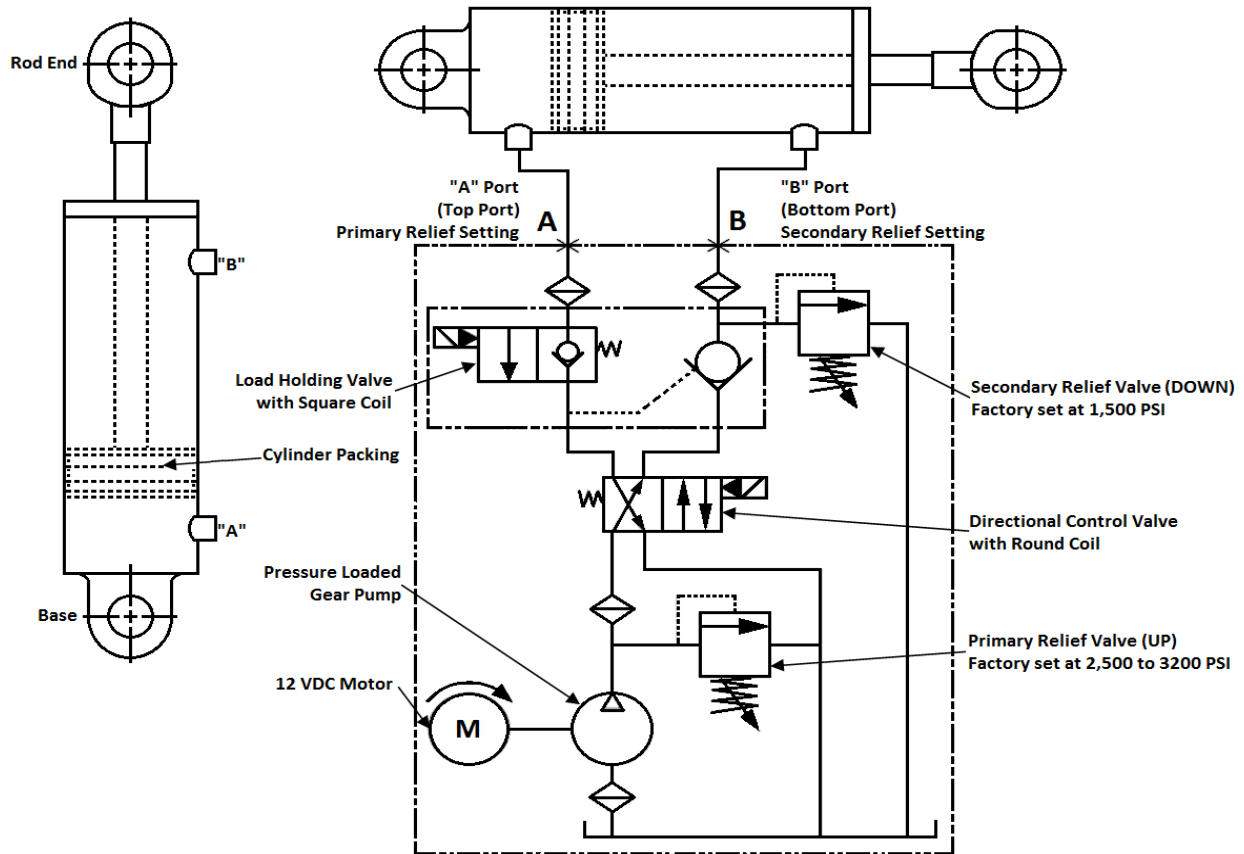 Rod End
"B"
Cylinder Packing
"A"
Base
"A" Port
(Top Port)
Primary Relief Setting
A
B
"B" Port
(Bottom Port)
Secondary Relief Setting
Load Holding Valve
with Square Coil
Secondary Relief Valve (DOWN)
Factory set at 1,500 PSI
Directional Control Valve
with Round Coil
Pressure Loaded
Gear Pump
Primary Relief Valve (UP)
Factory set at 2,500 to 3200 PSI
12 VDC Motor
M